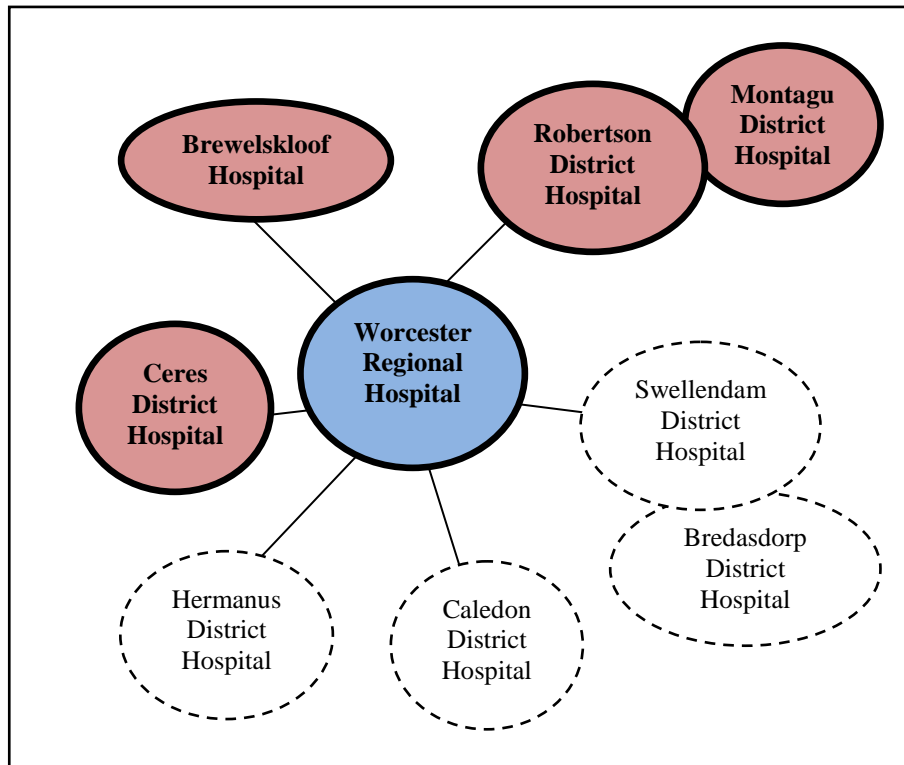 Brewelskloof
Hospital
Robertson
District
Hospital
Montagu
District
Hospital
Worcester
Regional
Hospital
Ceres
District
Hospital
Swellendam
District
Hospital
Bredasdorp
District
Hospital
Hermanus
District
Hospital
Caledon
District
Hospital